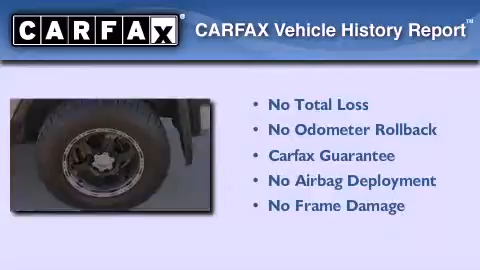 CARFAX® CARFAX Vehicle History Report™
• No Total Loss
• No Odometer Rollback
• Carfax Guarantee
• No Airbag Deployment
• No Frame Damage